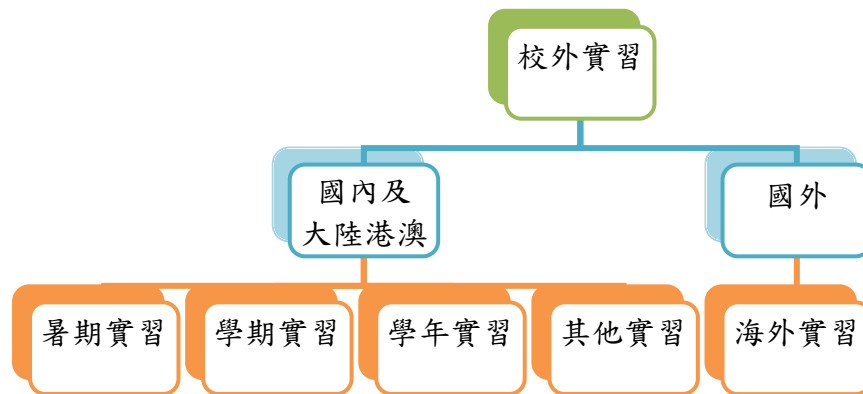 校外實習
國內及
大陸港澳
國外
暑期實習
學期實習
學年實習
其他實習
海外實習